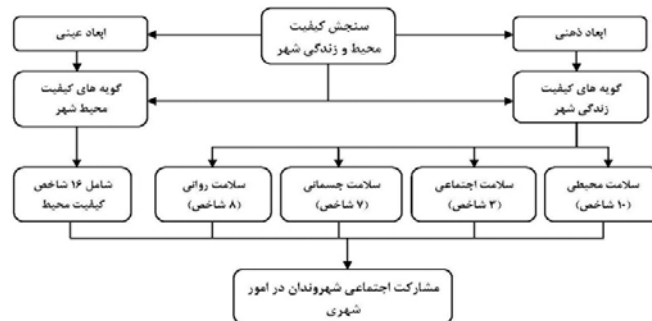 سنجش کیفیت
محیط و زندگی شهر
ابعاد ذهنی
ابعاد عینی
گویه های کیفیت
زندگی شهر
گویه های کیفیت
محیط شهر
سلامت محیطی
(۱۰ شاخص)
سلامت اجتماعی
(۳ شاخص)
سلامت جسمانی
(۷ شاخص)
سلامت روانی
(۸ شاخص)
شامل ۱۶ شاخص
کیفیت محیط
مشارکت اجتماعی شهروندان در امور
شهری